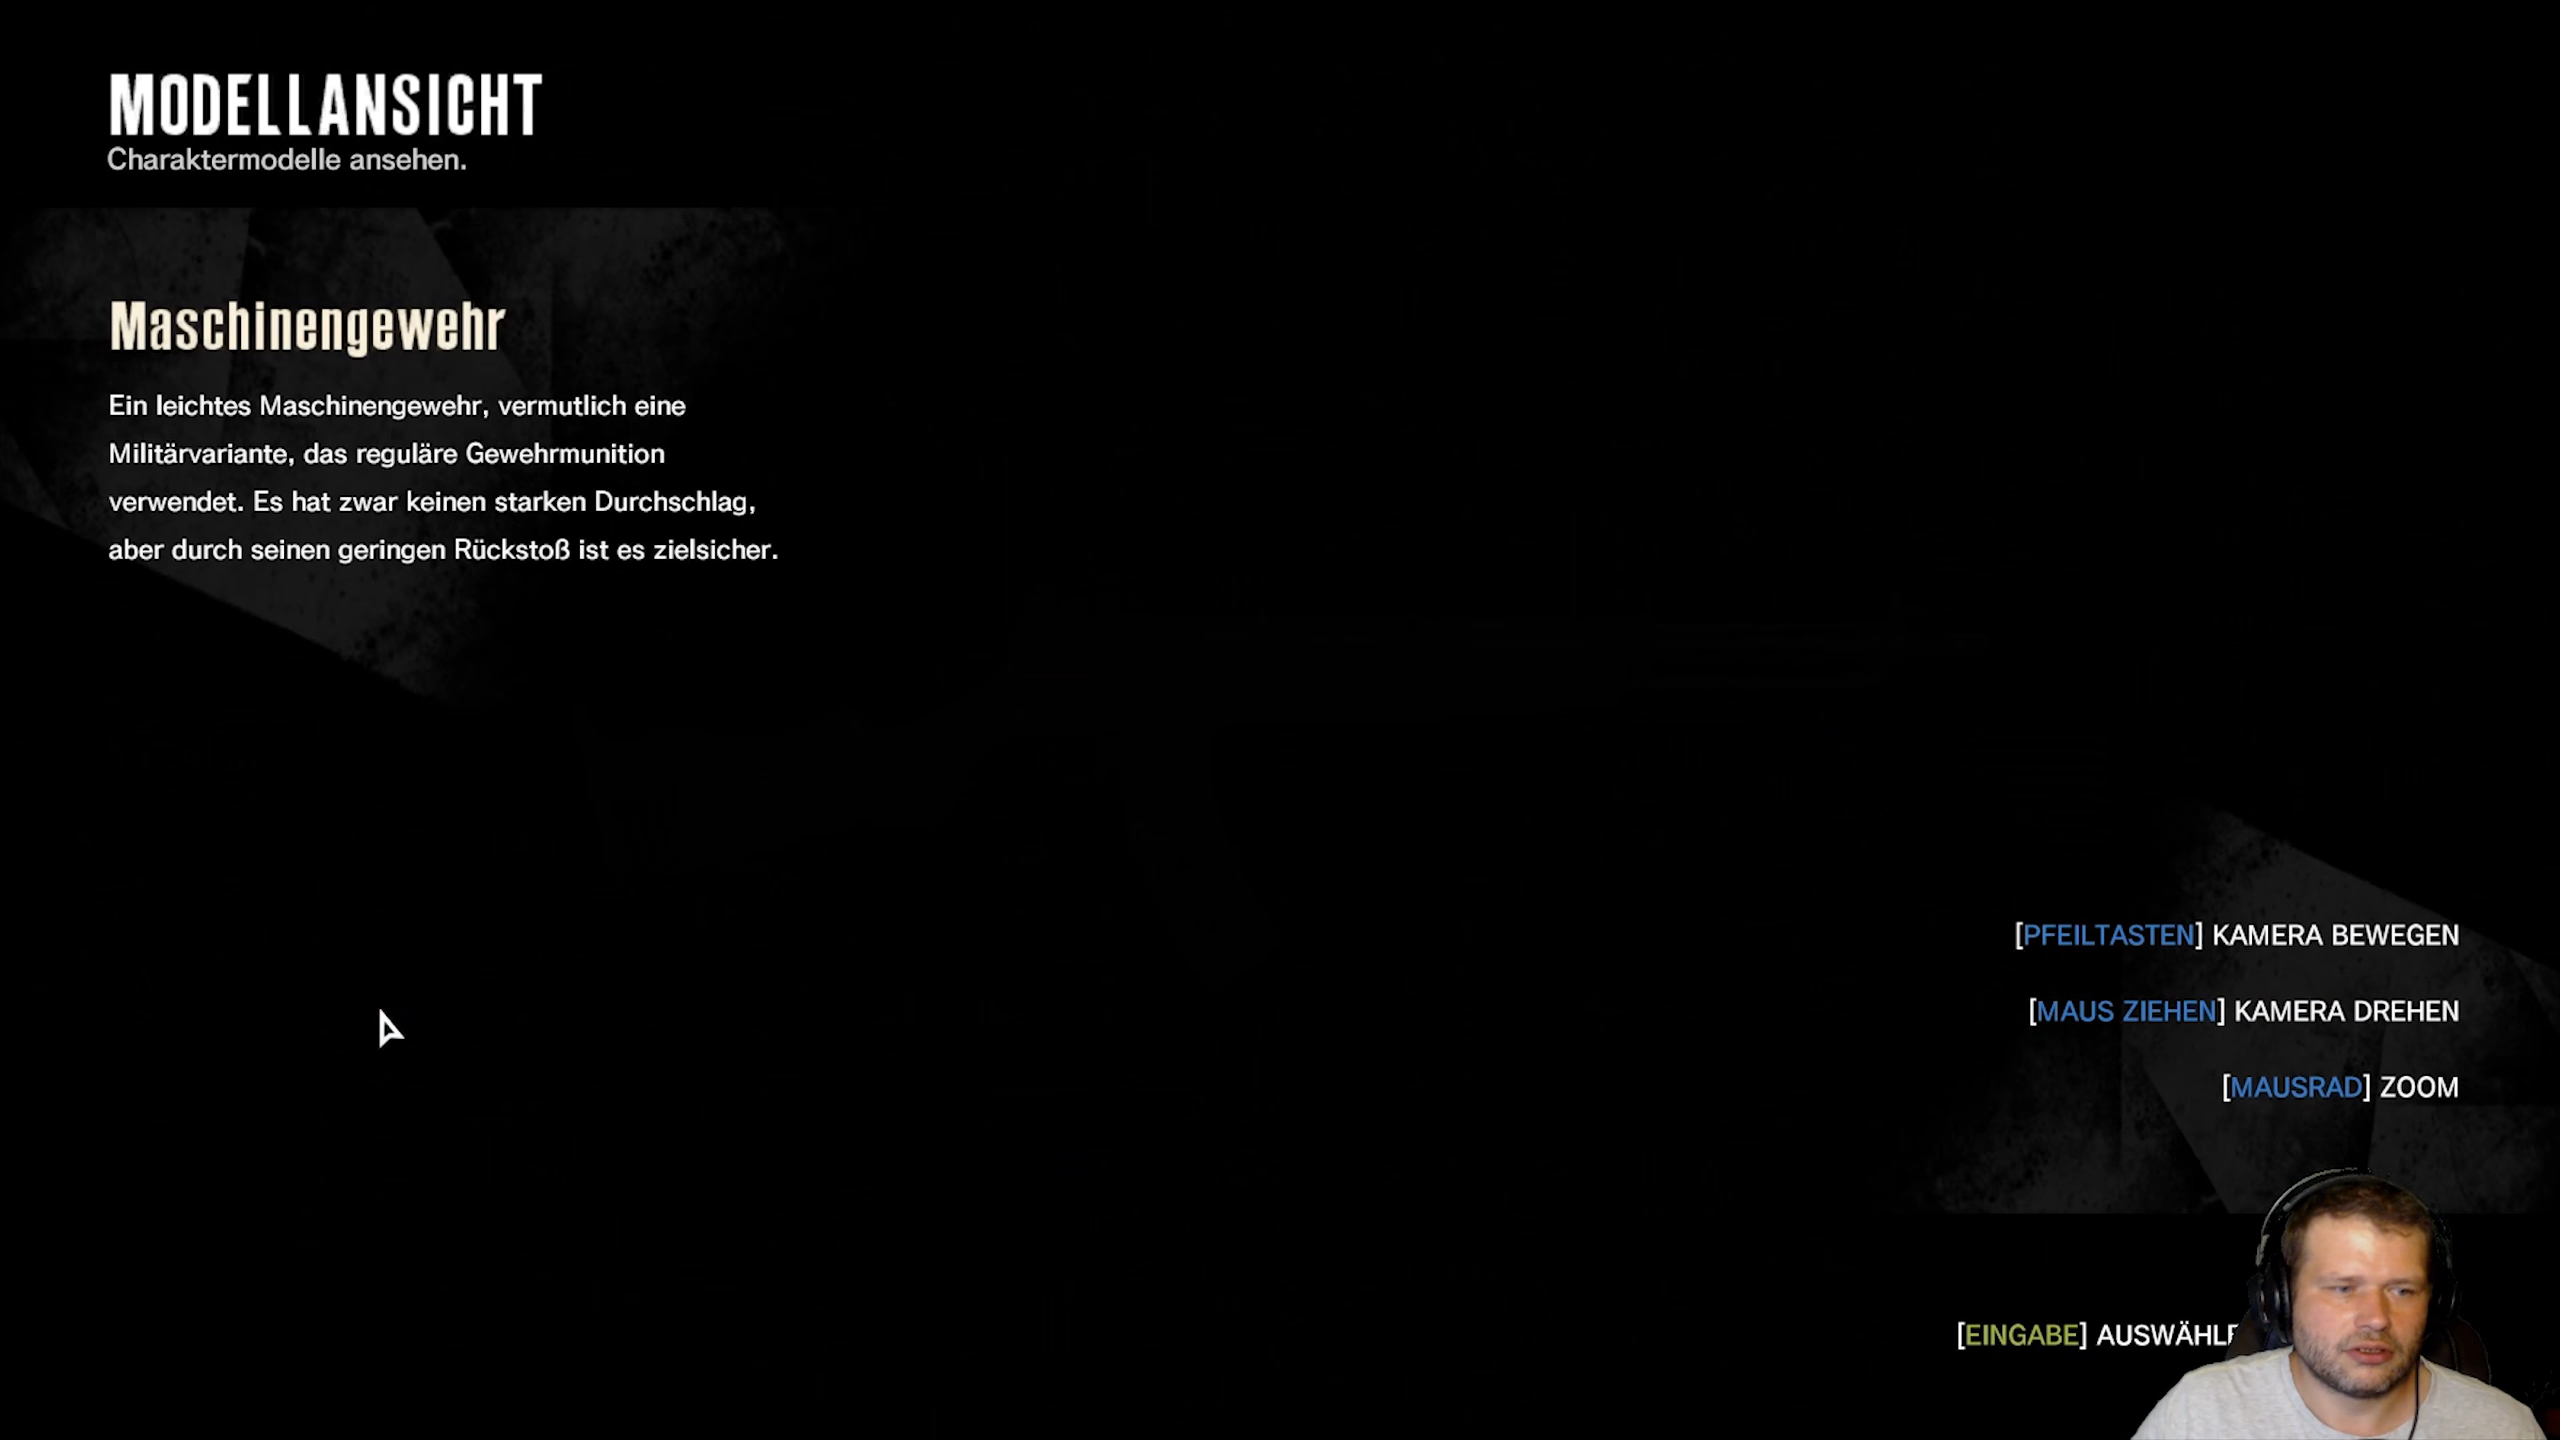 MODELLANSICHT
Charaktermodelle ansehen.
Maschinengewehr
Ein leichtes Maschinengewehr, vermutlich eine
Militärvariante, das reguläre Gewehrmunition
verwendet. Es hat zwar keinen starken Durchschlag,
aber durch seinen geringen Rückstoß ist es zielsicher.
[PFEILTASTEN] KAMERA BEWEGEN
[MAUS ZIEHEN] KAMERA DREHEN
[MAUSRAD] ZOOM
[EINGABE] AUSWÄHLE